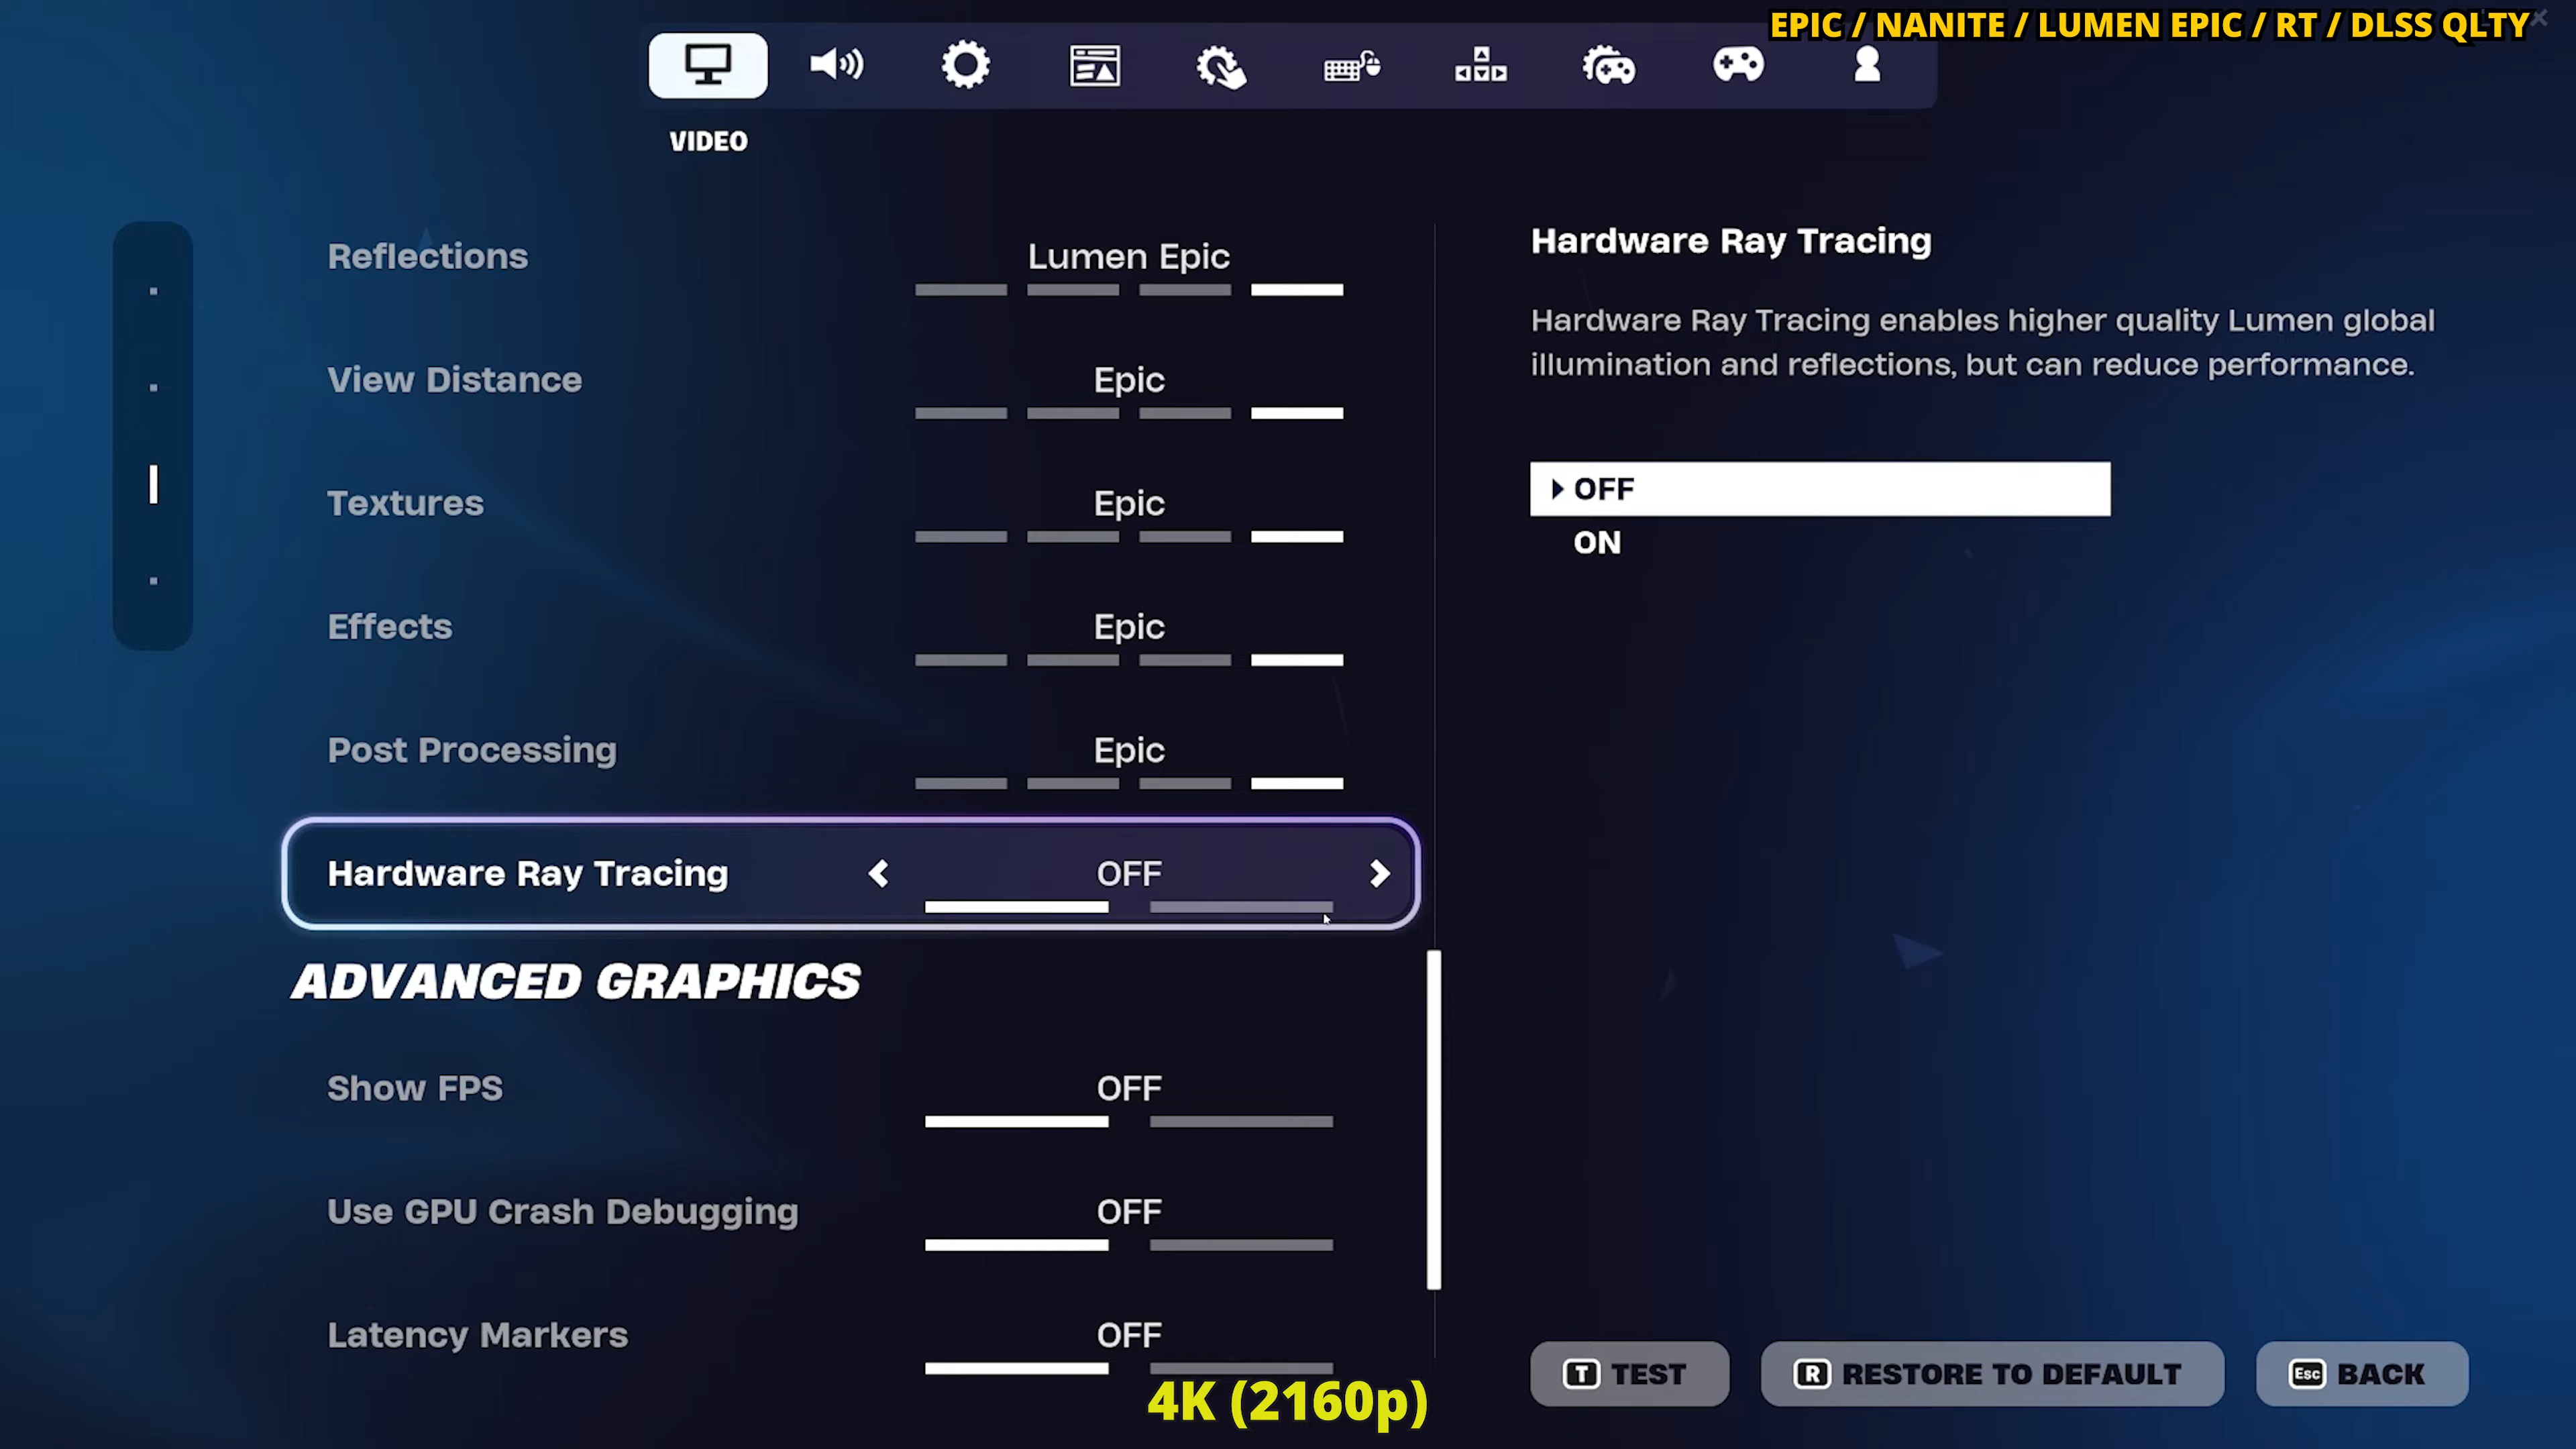 EPIC / NANITE / LUMEN EPIC / RT / DLSS QLTY
VIDEO
Reflections
Lumen Epic
View Distance
Epic
Textures
Epic
Effects
Epic
Post Processing
Epic
Hardware Ray Tracing
OFF
ADVANCED GRAPHICS
Show FPS
OFF
Use GPU Crash Debugging
OFF
Latency Markers
OFF
Hardware Ray Tracing
Hardware Ray Tracing enables higher quality Lumen global
illumination and reflections, but can reduce performance.
OFF
ON
4K (2160p)
T TEST
R RESTORE TO DEFAULT
Esc BACK